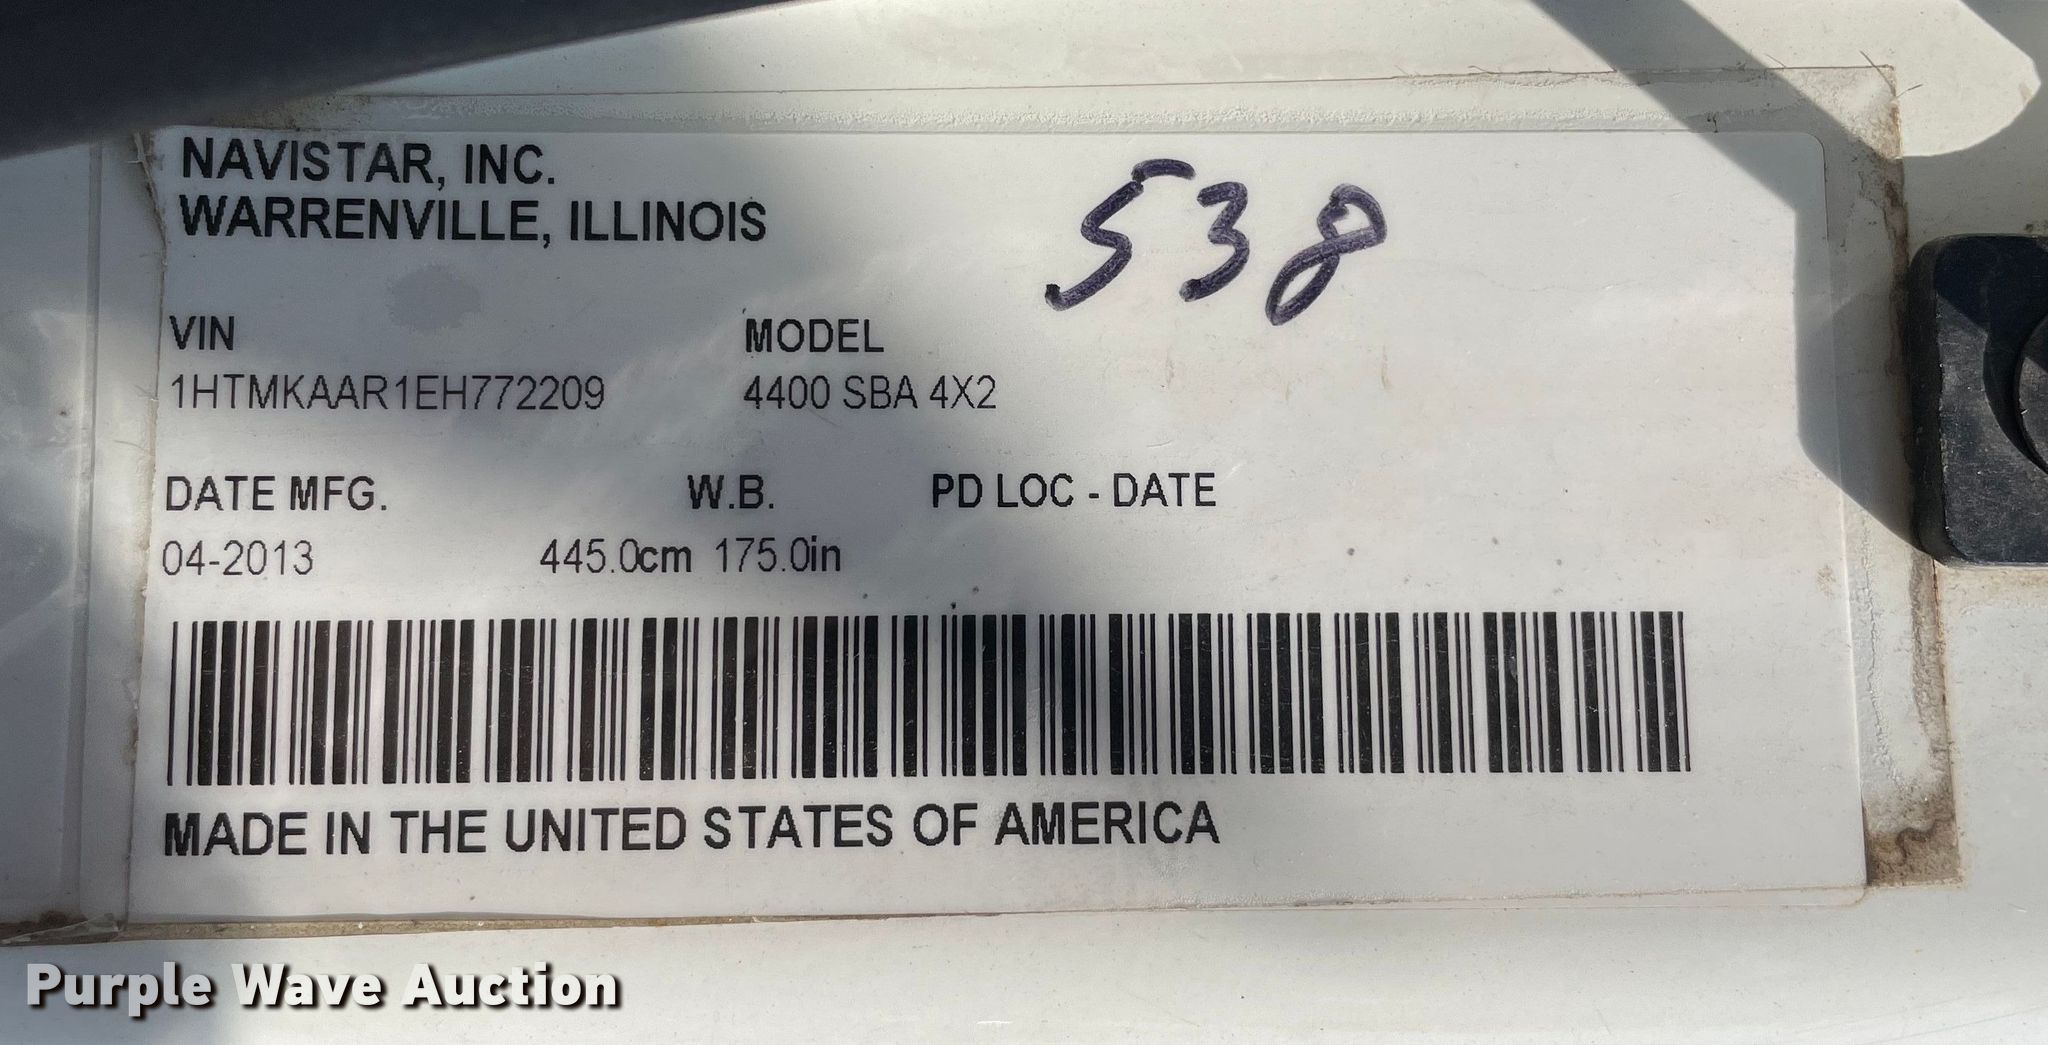 NAVISTAR, INC.
WARRENVILLE, ILLINOIS
538
VIN MODEL
1HTMKAAR1EH772209 4400 SBA 4X2
DATE MFG. W.B. PD LOC - DATE
04-2013 445.0cm 175.0in
MADE IN THE UNITED STATES OF AMERICA
Purple Wave Auction